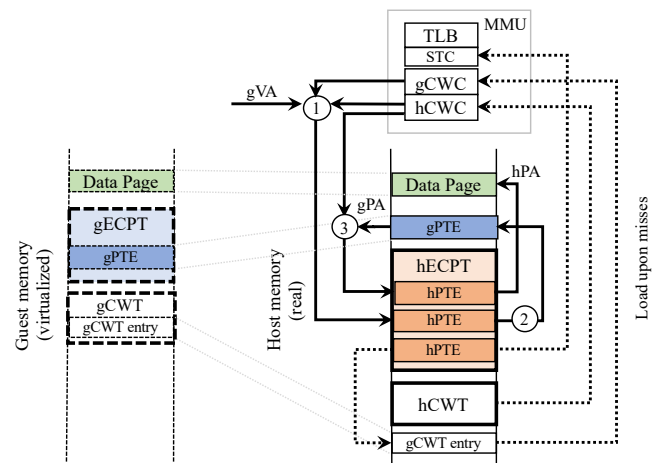 MMU
TLB
STC
gCWC
hCWC
gVA
1
Data Page
gECPT
gPTE
gCWT
gCWT entry
Guest memory
(virtualized)
Host memory
(real)
hPA
Data Page
gPA
3
gPTE
hECPT
hPTE
hPTE
2
hPTE
hCWT
gCWT entry
Load upon misses